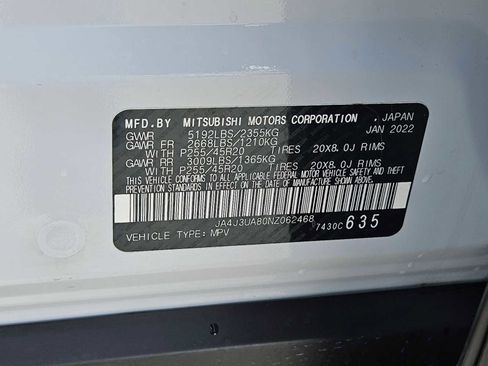 MFD.BY MITSUBISHI MOTORS CORPORATION, JAPAN
GVWR 5192LBS/2355KG JAN 2022
GAWR FR 2668LBS/1210KG
WITH P255/45R20 TIRES 20X8.0J RIMS
GAWR RR 3009LBS/1365KG
WITH P255/45R20 TIRES 20X8.0J RIMS
THIS VEHICLE CONFORMS TO ALL APPLICABLE FEDERAL MOTOR VEHICLE SAFETY AND THEFT
PREVENTION STANDARDS IN EFFECT ON THE DATE OF MANUFACTURE SHOWN ABOVE.
JA4J3UA80NZ062468 7430C 635
VEHICLE TYPE: MPV